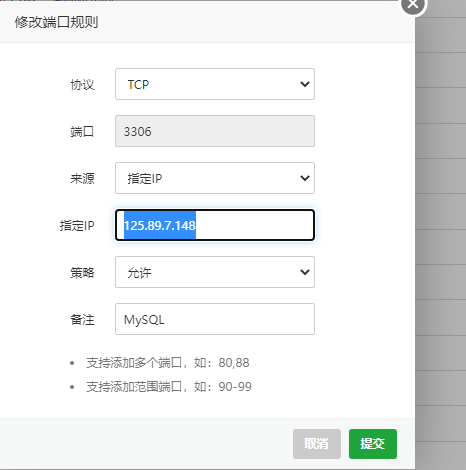 修改端口规则
协议 TCP
端口 3306
来源 指定IP
指定IP 125.89.7.148
策略 允许
备注 MySQL
• 支持添加多个端口，如：80,88
• 支持添加范围端口，如：90-99
取消 提交